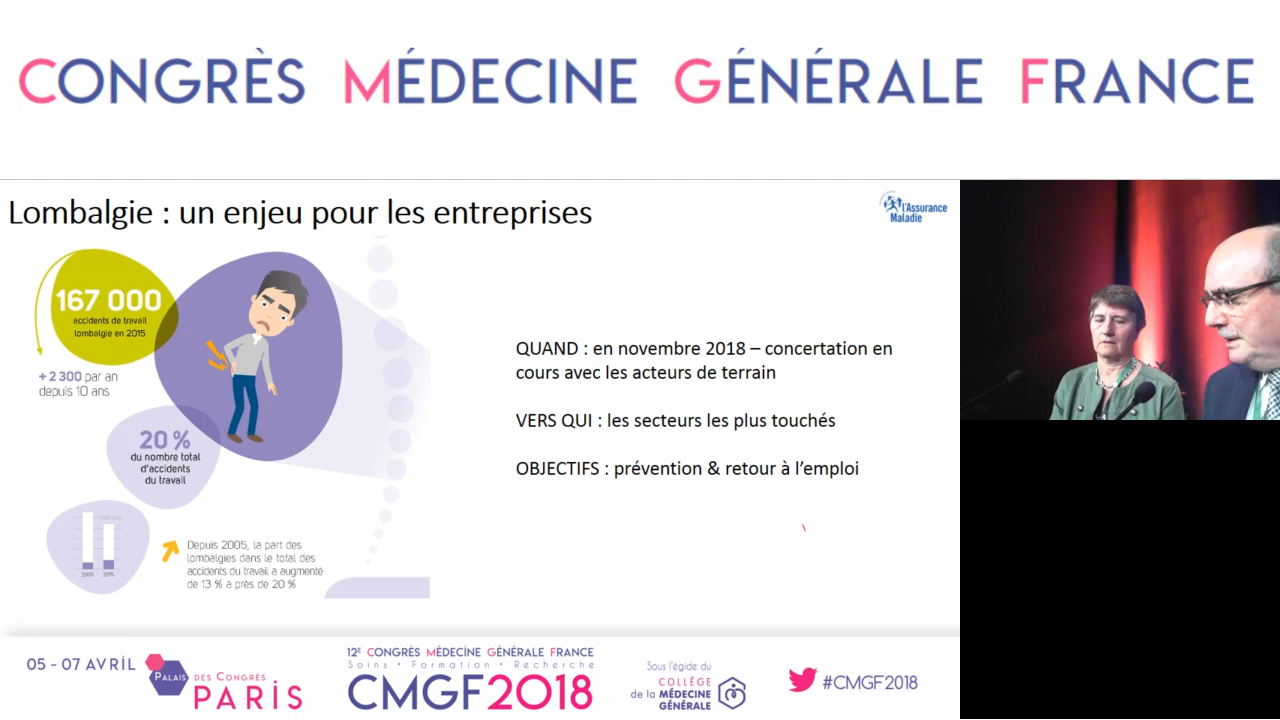 CONGRÈS MÉDECINE GÉNÉRALE FRANCE
Lombalgie : un enjeu pour les entreprises
l'Assurance
Maladie
167 000
accidents de travail
lombalgie en 2015
+ 2 300 par an
depuis 10 ans
20 %
du nombre total
d'accidents
du travail
2005 2015
Depuis 2005, la part des
lombalgies dans le total des
accidents du travail a augmenté
de 13 % à près de 20 %
QUAND : en novembre 2018 – concertation en
cours avec les acteurs de terrain
VERS QUI : les secteurs les plus touchés
OBJECTIFS : prévention & retour à l'emploi
05 - 07 AVRIL
PALAIS DES CONGRÈS
PARIS
12E CONGRÈS MÉDECINE GÉNÉRALE FRANCE
Soins • Formation • Recherche
CMGF2018
Sous l'égide du
COLLÈGE
de la MÉDECINE
GÉNÉRALE
#CMGF2018